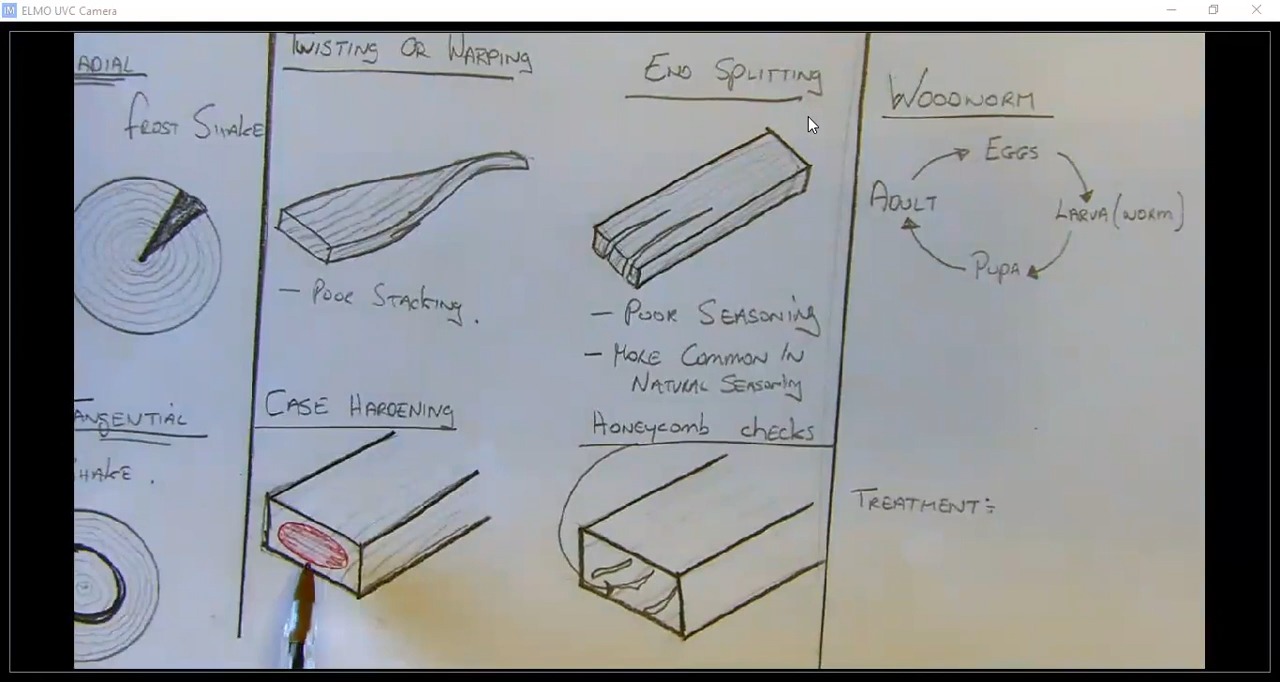 ELMO UVC Camera
ADIAL
FROST SHAKE
TWISTING OR WARPING
- POOR STACKING.
END SPLITTING
- POOR SEASONING
- MORE COMMON IN
NATURAL SEASONING
WOODWORM
EGGS
ADULT
LARVA (WORM)
PUPA
ANGENTIAL
HAKE.
CASE HARDENING
HONEYCOMB checks
TREATMENT:-